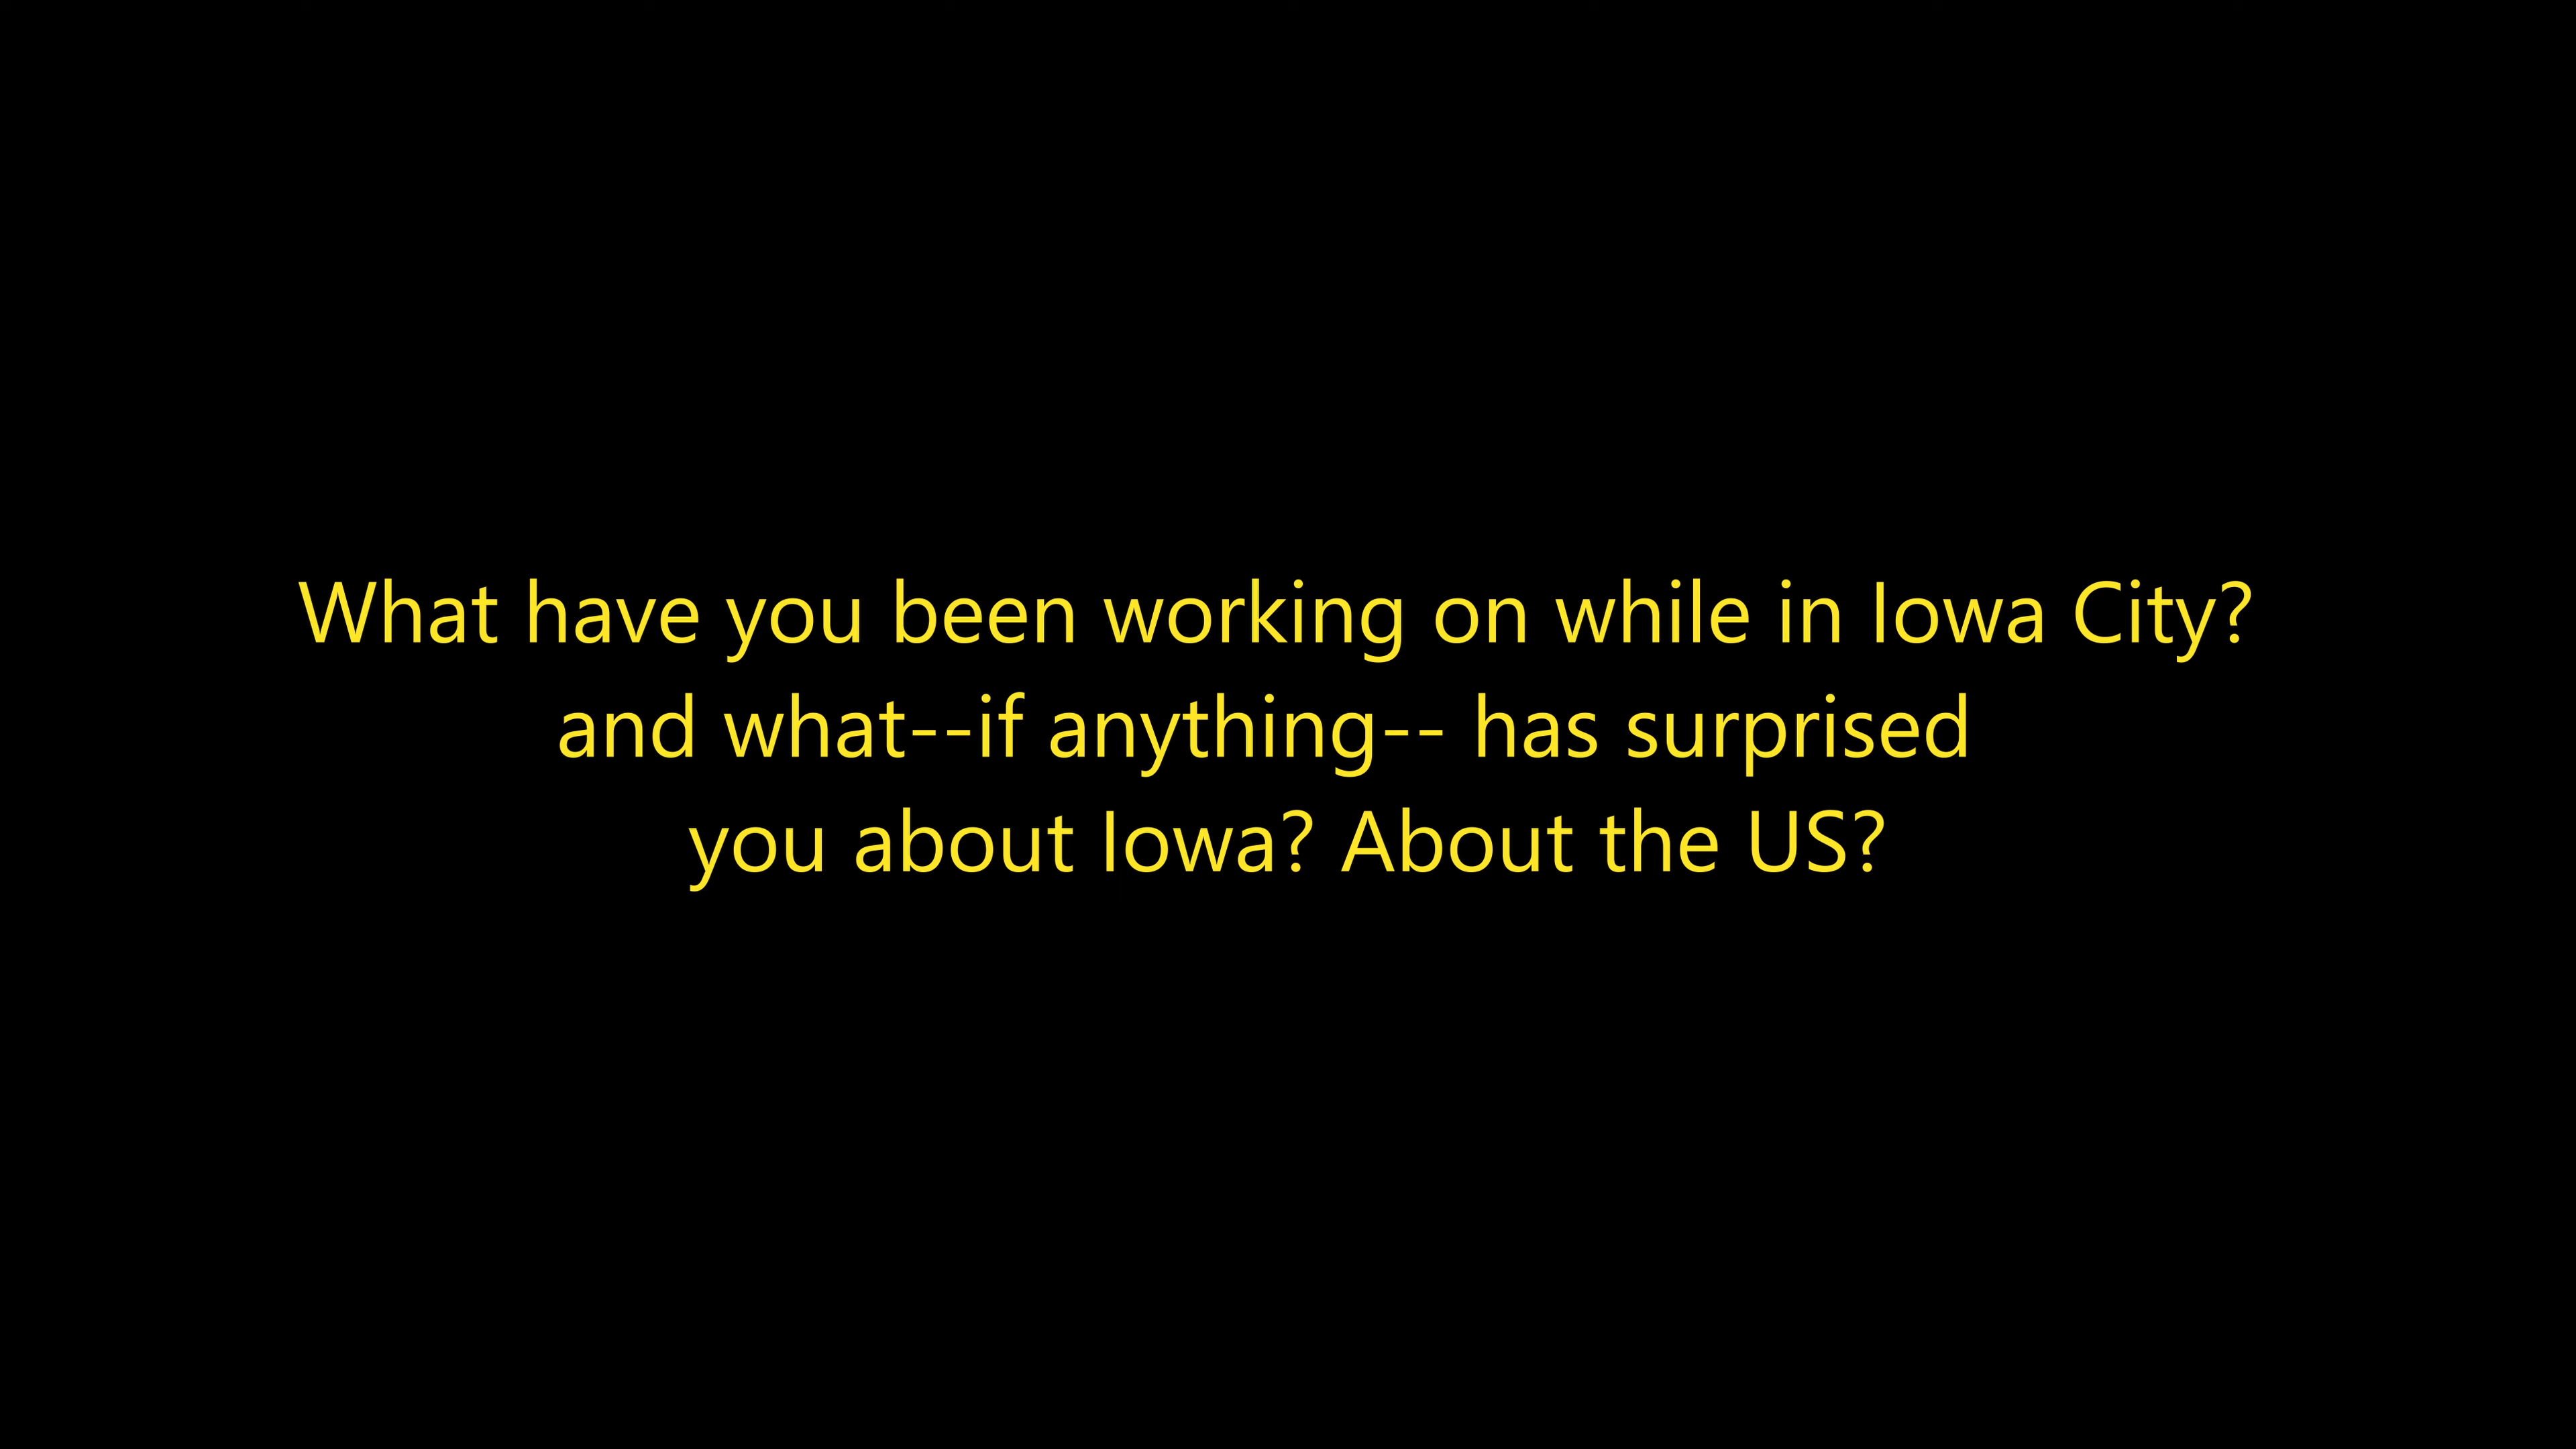 What have you been working on while in Iowa City?
and what--if anything-- has surprised
you about Iowa? About the US?